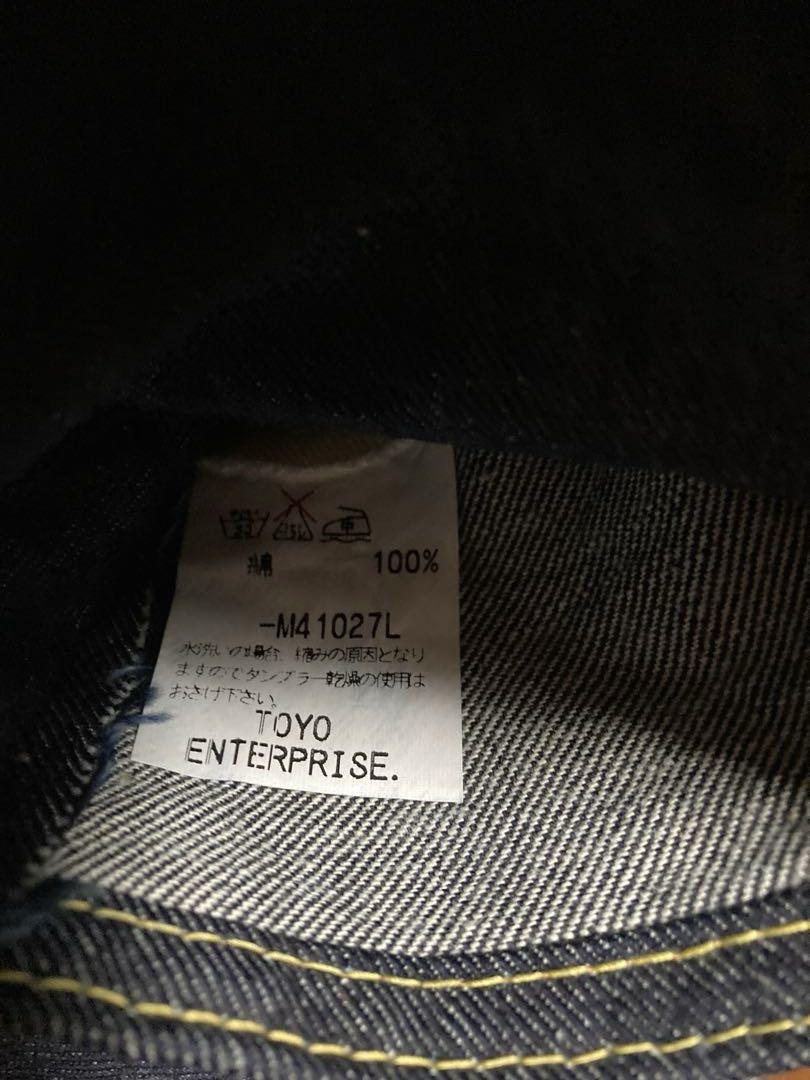 綿 100%
-M41027L
水洗いの場合、縮みの原因となり
ますのでタンブラー乾燥の使用は
おさけ下さい。
TOYO
ENTERPRISE.